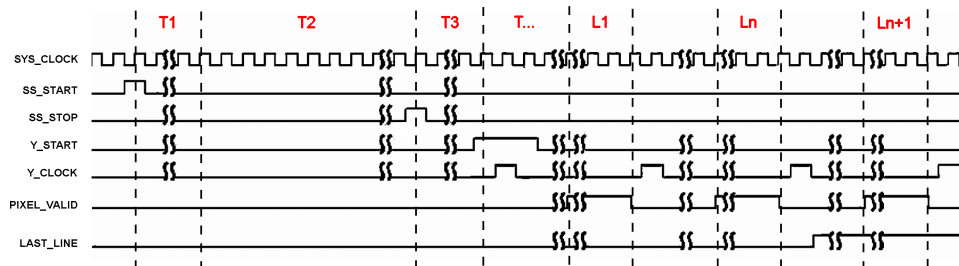 T1 T2 T3 T... L1 Ln Ln+1
SYS_CLOCK
SS_START
SS_STOP
Y_START
Y_CLOCK
PIXEL_VALID
LAST_LINE